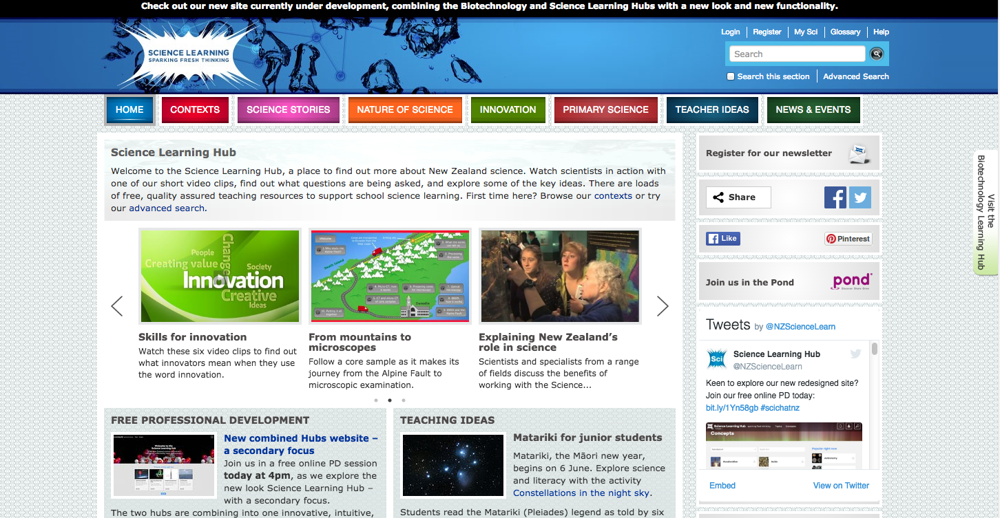 Check out our new site currently under development, combining the Biotechnology and Science Learning Hubs with a new look and new functionality.
SCIENCE LEARNING
SPARKING FRESH THINKING
Login Register My Sci Glossary Help
Search
Search this section Advanced Search
HOME CONTEXTS SCIENCE STORIES NATURE OF SCIENCE INNOVATION PRIMARY SCIENCE TEACHER IDEAS NEWS & EVENTS
Science Learning Hub
Welcome to the Science Learning Hub, a place to find out more about New Zealand science. Watch scientists in action with
one of our short video clips, find out what questions are being asked, and explore some of the key ideas. There are loads
of free, quality assured teaching resources to support school science learning. First time here? Browse our contexts or try
our advanced search.
People
Change
Creating value
Society
Innovation
Creative
Ideas
Skills for innovation
Watch these six video clips to find out
what innovators mean when they use
the word innovation.
Welcome
South Island
Dunedin
From mountains to
microscopes
Follow a core sample as it makes its
journey from the Alpine Fault to
microscopic examination.
Explaining New Zealand's
role in science
Scientists and specialists from a range
of fields discuss the benefits of
working with the Science...
FREE PROFESSIONAL DEVELOPMENT
New combined Hubs website –
a secondary focus
Join us in a free online PD session
today at 4pm, as we explore the
new look Science Learning Hub –
with a secondary focus.
The two hubs are combining into one innovative, intuitive,
TEACHING IDEAS
Matariki for junior students
Matariki, the Māori new year,
begins on 6 June. Explore science
and literacy with the activity
Constellations in the night sky.
Students read the Matariki (Pleiades) legend as told by six
Register for our newsletter
Share
Like
Pinterest
Join us in the Pond
pond
Discover Share Grow
Tweets by @NZScienceLearn
Sci
Science Learning Hub
@NZScienceLearn
Keen to explore our new redesigned site?
Join our free online PD today:
bit.ly/1Yn58gb #scichatnz
Science Learning Hub
Concepts
Popular right now
Astronomy
Embed View on Twitter
Visit the
Biotechnology Learning Hub